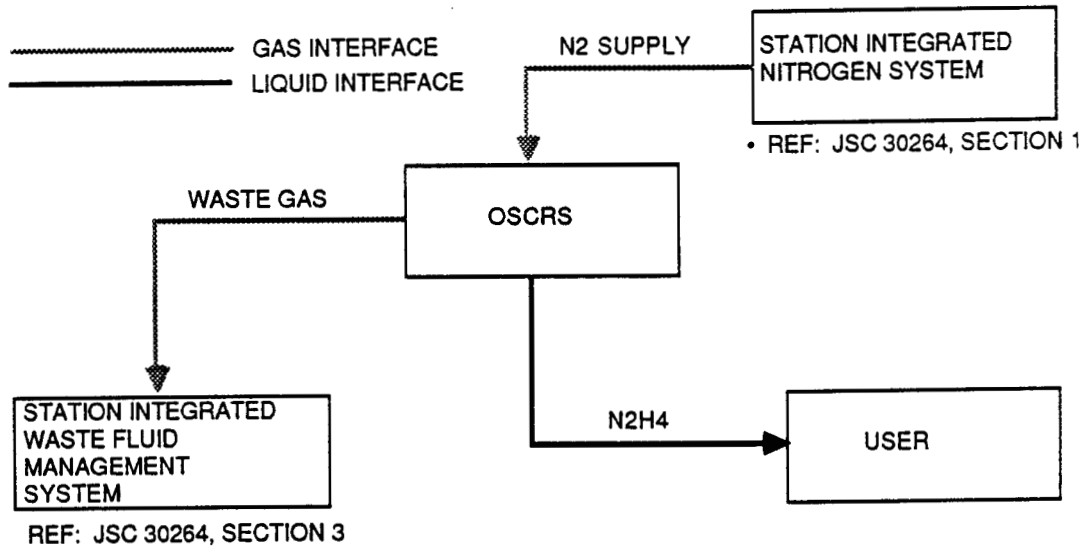 GAS INTERFACE
LIQUID INTERFACE
N2 SUPPLY
STATION INTEGRATED
NITROGEN SYSTEM
• REF: JSC 30264, SECTION 1
WASTE GAS
OSCRS
STATION INTEGRATED
WASTE FLUID
MANAGEMENT
SYSTEM
REF: JSC 30264, SECTION 3
N2H4
USER